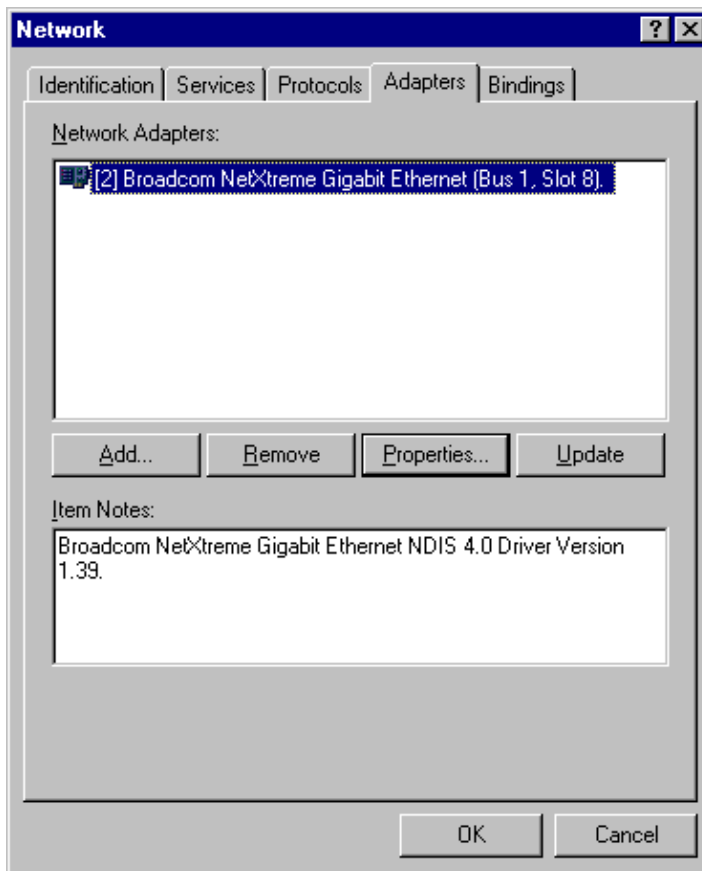 Network
Identification Services Protocols Adapters Bindings
Network Adapters:
[2] Broadcom NetXtreme Gigabit Ethernet (Bus 1, Slot 8).
Add... Remove Properties... Update
Item Notes:
Broadcom NetXtreme Gigabit Ethernet NDIS 4.0 Driver Version
1.39.
OK Cancel